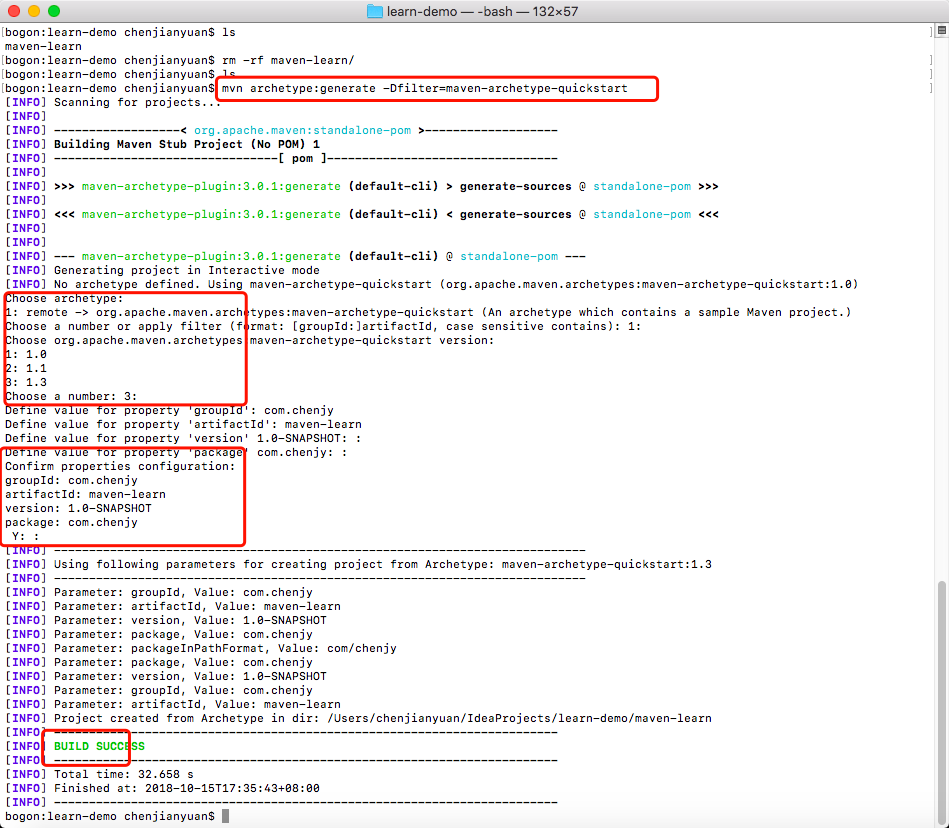 learn-demo — -bash — 132×57
[bogon:learn-demo chenjianyuan$ ls ]
maven-learn
[bogon:learn-demo chenjianyuan$ rm -rf maven-learn/ ]
[bogon:learn-demo chenjianyuan$ ls ]
[bogon:learn-demo chenjianyuan$ mvn archetype:generate -Dfilter=maven-archetype-quickstart ]
[INFO] Scanning for projects...
[INFO]
[INFO] ------------------< org.apache.maven:standalone-pom >-------------------
[INFO] Building Maven Stub Project (No POM) 1
[INFO] --------------------------------[ pom ]---------------------------------
[INFO]
[INFO] >>> maven-archetype-plugin:3.0.1:generate (default-cli) > generate-sources @ standalone-pom >>>
[INFO]
[INFO] <<< maven-archetype-plugin:3.0.1:generate (default-cli) < generate-sources @ standalone-pom <<<
[INFO]
[INFO]
[INFO] --- maven-archetype-plugin:3.0.1:generate (default-cli) @ standalone-pom ---
[INFO] Generating project in Interactive mode
[INFO] No archetype defined. Using maven-archetype-quickstart (org.apache.maven.archetypes:maven-archetype-quickstart:1.0)
Choose archetype:
1: remote -> org.apache.maven.archetypes:maven-archetype-quickstart (An archetype which contains a sample Maven project.)
Choose a number or apply filter (format: [groupId:]artifactId, case sensitive contains): 1:
Choose org.apache.maven.archetypes:maven-archetype-quickstart version:
1: 1.0
2: 1.1
3: 1.3
Choose a number: 3:
Define value for property 'groupId': com.chenjy
Define value for property 'artifactId': maven-learn
Define value for property 'version' 1.0-SNAPSHOT: :
Define value for property 'package' com.chenjy: :
Confirm properties configuration:
groupId: com.chenjy
artifactId: maven-learn
version: 1.0-SNAPSHOT
package: com.chenjy
Y: :
[INFO] ----------------------------------------------------------------------------
[INFO] Using following parameters for creating project from Archetype: maven-archetype-quickstart:1.3
[INFO] ----------------------------------------------------------------------------
[INFO] Parameter: groupId, Value: com.chenjy
[INFO] Parameter: artifactId, Value: maven-learn
[INFO] Parameter: version, Value: 1.0-SNAPSHOT
[INFO] Parameter: package, Value: com.chenjy
[INFO] Parameter: packageInPathFormat, Value: com/chenjy
[INFO] Parameter: package, Value: com.chenjy
[INFO] Parameter: version, Value: 1.0-SNAPSHOT
[INFO] Parameter: groupId, Value: com.chenjy
[INFO] Parameter: artifactId, Value: maven-learn
[INFO] Project created from Archetype in dir: /Users/chenjianyuan/IdeaProjects/learn-demo/maven-learn
[INFO] ------------------------------------------------------------------------
[INFO] BUILD SUCCESS
[INFO] ------------------------------------------------------------------------
[INFO] Total time: 32.658 s
[INFO] Finished at: 2018-10-15T17:35:43+08:00
[INFO] ------------------------------------------------------------------------
bogon:learn-demo chenjianyuan$